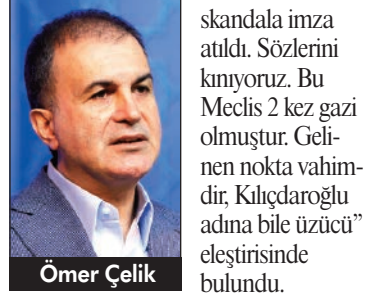 skandala imza
atıldı. Sözlerini
kınıyoruz. Bu
Meclis 2 kez gazi
olmuştur. Geli-
nen nokta vahim-
dir, Kılıçdaroğlu
adına bile üzücü”
eleştirisinde
bulundu.
Ömer Çelik